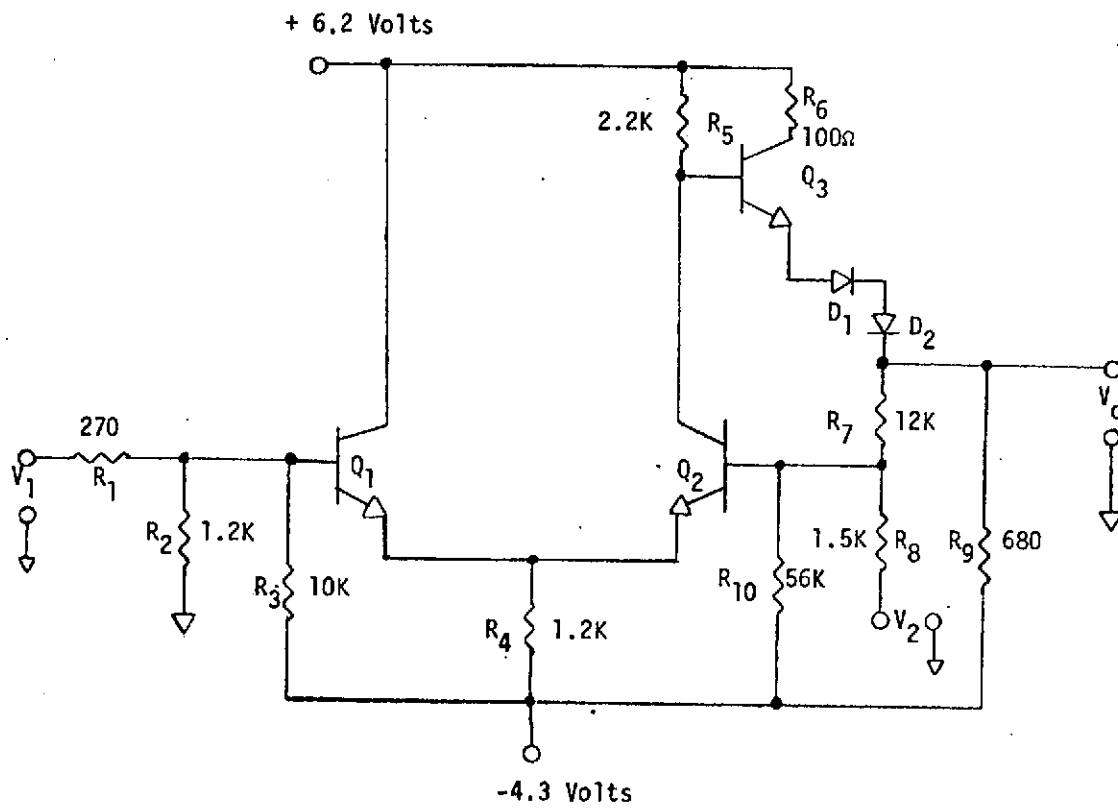 + 6.2 Volts
2.2K R5
R6
100Ω
Q3
D1 D2
R7 12K
270
V1 R1
Q1
Q2
R2 1.2K
R3 10K
R4 1.2K
R10 56K
1.5K R8
R9 680
V2
-4.3 Volts